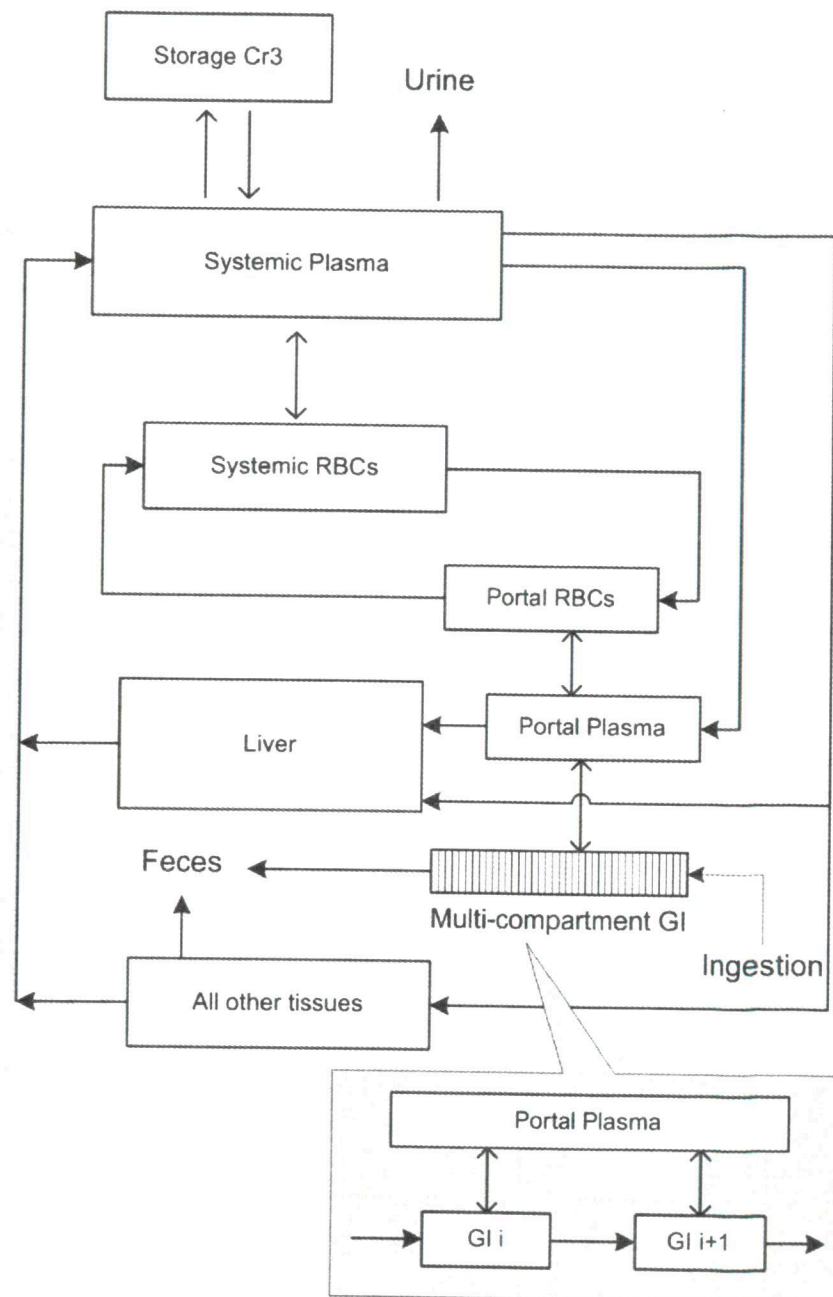 Storage Cr3
Urine
Systemic Plasma
Systemic RBCs
Portal RBCs
Portal Plasma
Liver
Feces
Multi-compartment GI
Ingestion
All other tissues
Portal Plasma
GI i
GI i+1